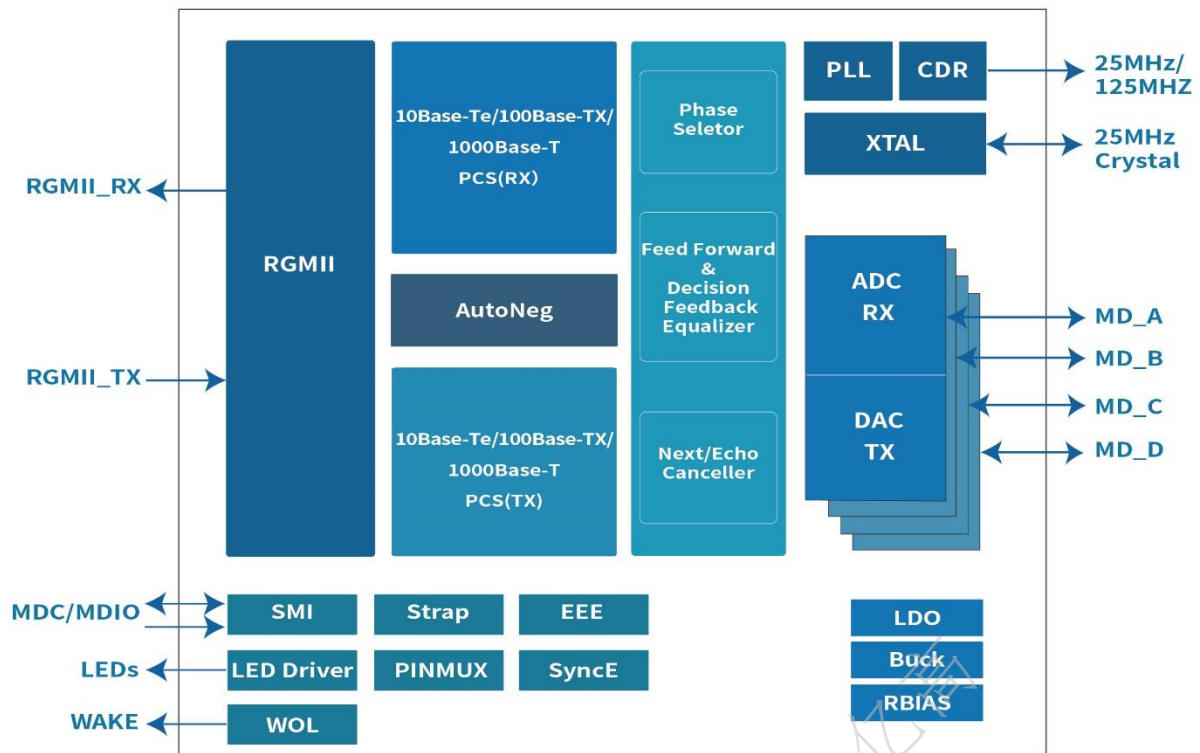 RGMII_RX
RGMII_TX
MDC/MDIO
LEDs
WAKE
RGMII
10Base-Te/100Base-TX/
1000Base-T
PCS(RX)
AutoNeg
10Base-Te/100Base-TX/
1000Base-T
PCS(TX)
Phase
Seletor
Feed Forward
&
Decision
Feedback
Equalizer
Next/Echo
Canceller
PLL
CDR
XTAL
25MHz/
125MHZ
25MHz
Crystal
ADC
RX
DAC
TX
MD_A
MD_B
MD_C
MD_D
SMI
Strap
EEE
LED Driver
PINMUX
SyncE
WOL
LDO
Buck
RBIAS